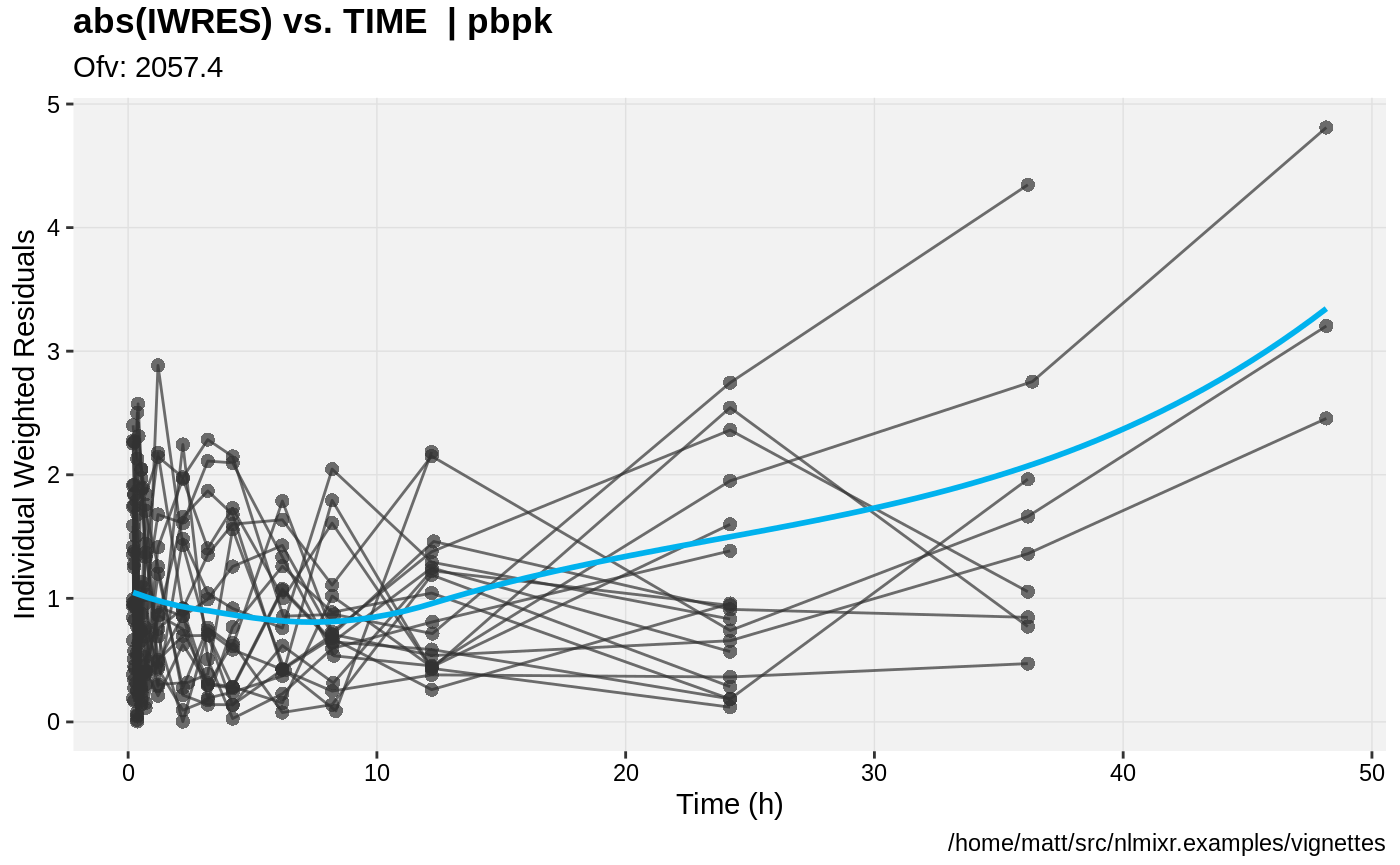 abs(IWRES) vs. TIME  | pbpk
Ofv: 2057.4
Individual Weighted Residuals
5
4
3
2
1
0
0 10 20 30 40 50
Time (h)
/home/matt/src/nlmixr.examples/vignettes